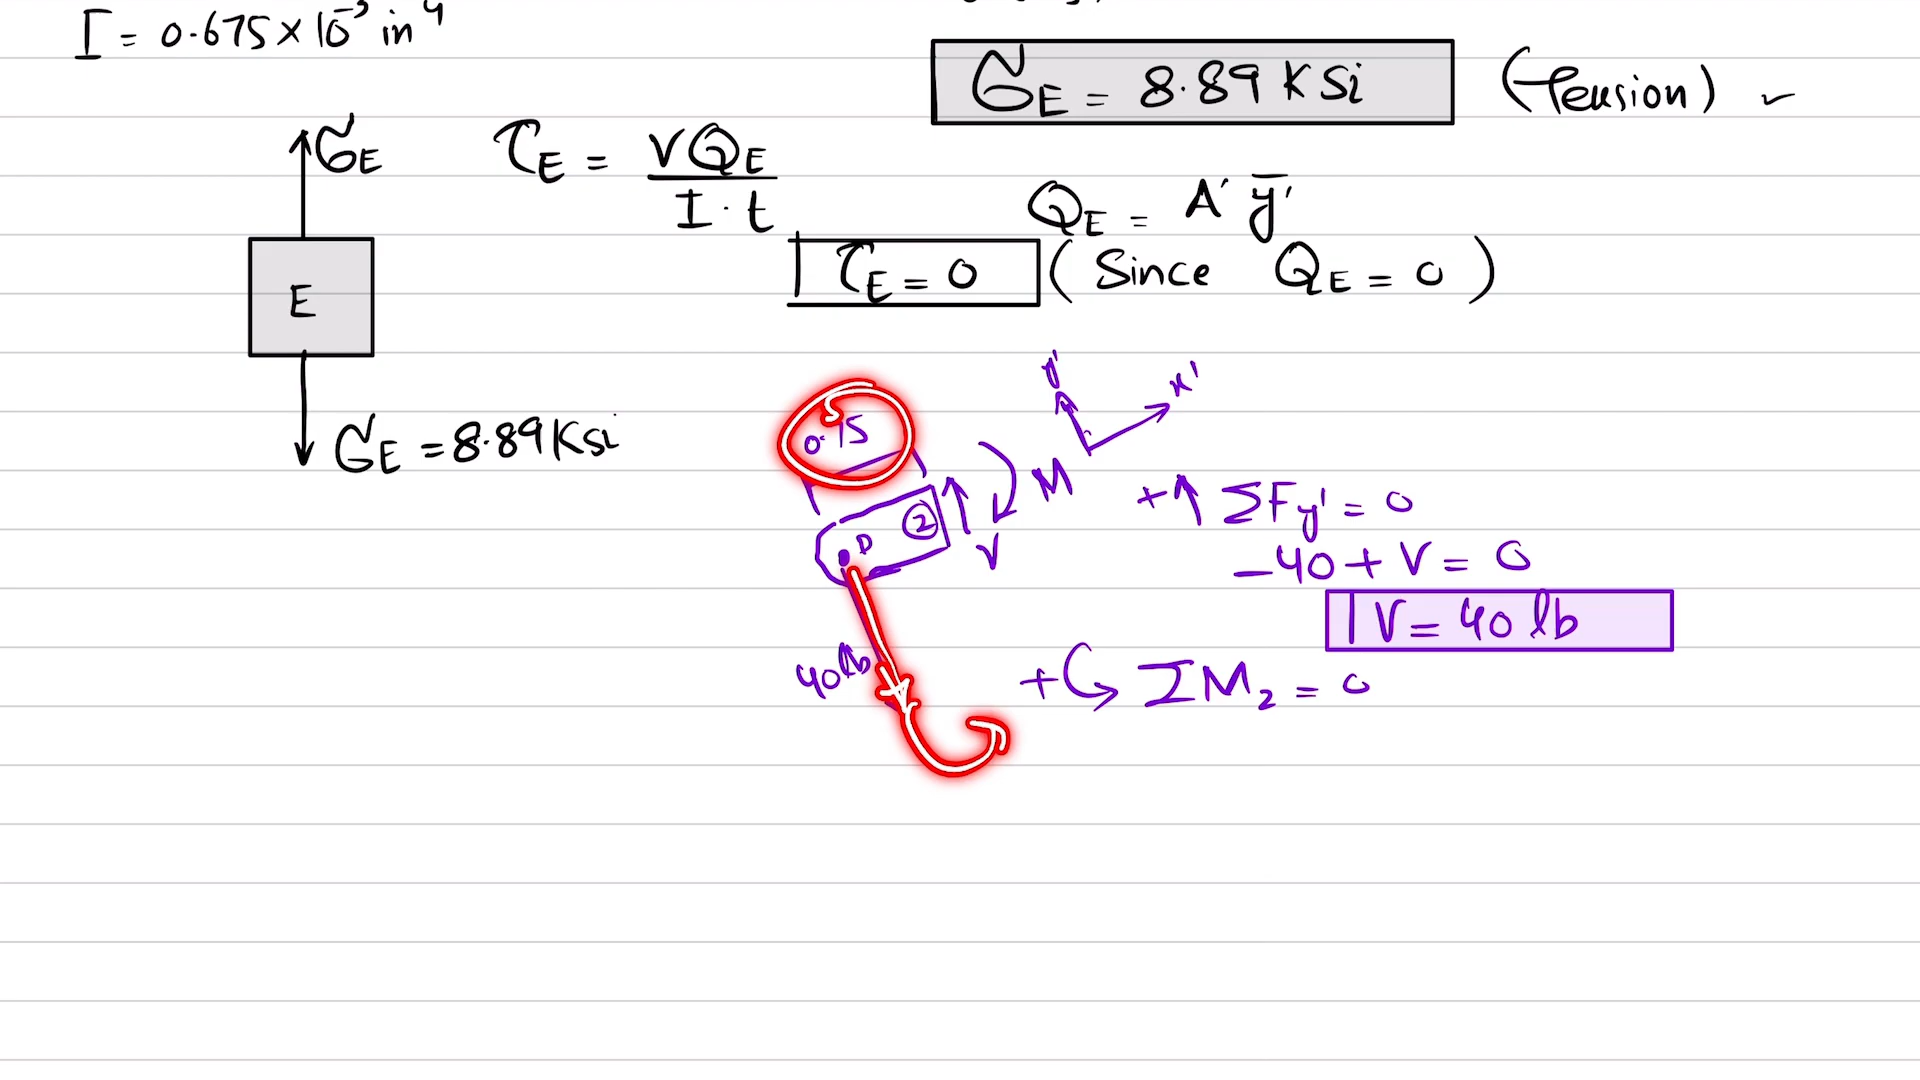 I = 0.675 × 10⁻³ in⁴
σE = 8.89 Ksi (Tension)
σE
τE = VQE / I·t
QE = A′ ȳ′
τE = 0 (Since QE = 0)
E
σE = 8.89 Ksi
y′
x′
0.75
M
2
D
V
+↑ ΣFy′ = 0
-40 + V = 0
V = 40 lb
40 lb
+ ΣM₂ = 0